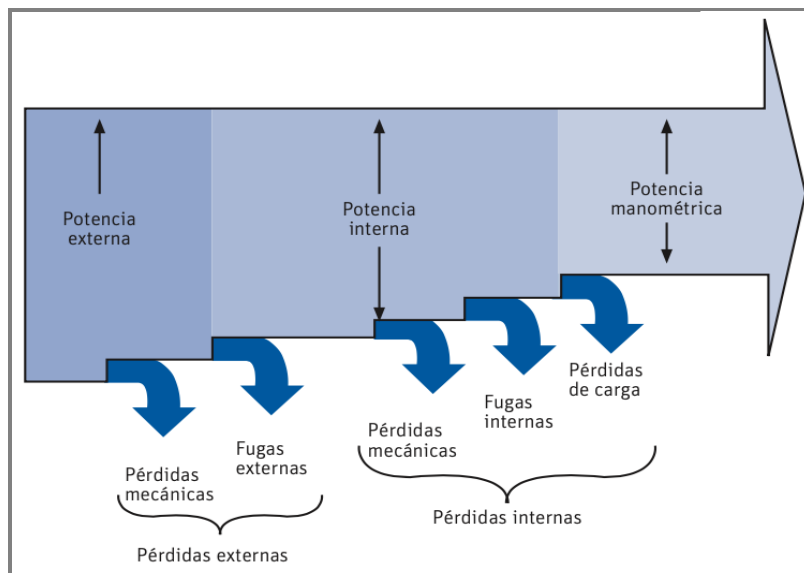 Potencia
externa
Potencia
interna
Potencia
manométrica
Pérdidas
mecánicas
Fugas
externas
Pérdidas
mecánicas
Fugas
internas
Pérdidas
de carga
Pérdidas externas
Pérdidas internas